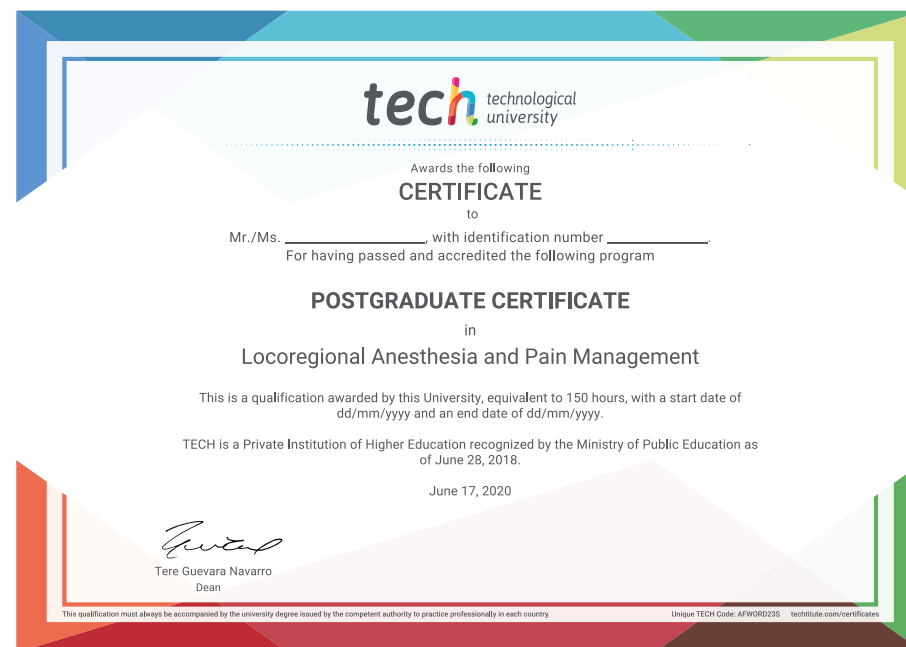 tech technological
university
Awards the following
CERTIFICATE
to
Mr./Ms. ____________________, with identification number ______________.
For having passed and accredited the following program
POSTGRADUATE CERTIFICATE
in
Locoregional Anesthesia and Pain Management
This is a qualification awarded by this University, equivalent to 150 hours, with a start date of
dd/mm/yyyy and an end date of dd/mm/yyyy.
TECH is a Private Institution of Higher Education recognized by the Ministry of Public Education as
of June 28, 2018.
June 17, 2020
Tere Guevara Navarro
Dean
This qualification must always be accompanied by the university degree issued by the competent authority to practice professionally in each country.
Unique TECH Code: AFWORD23S techtitute.com/certificates